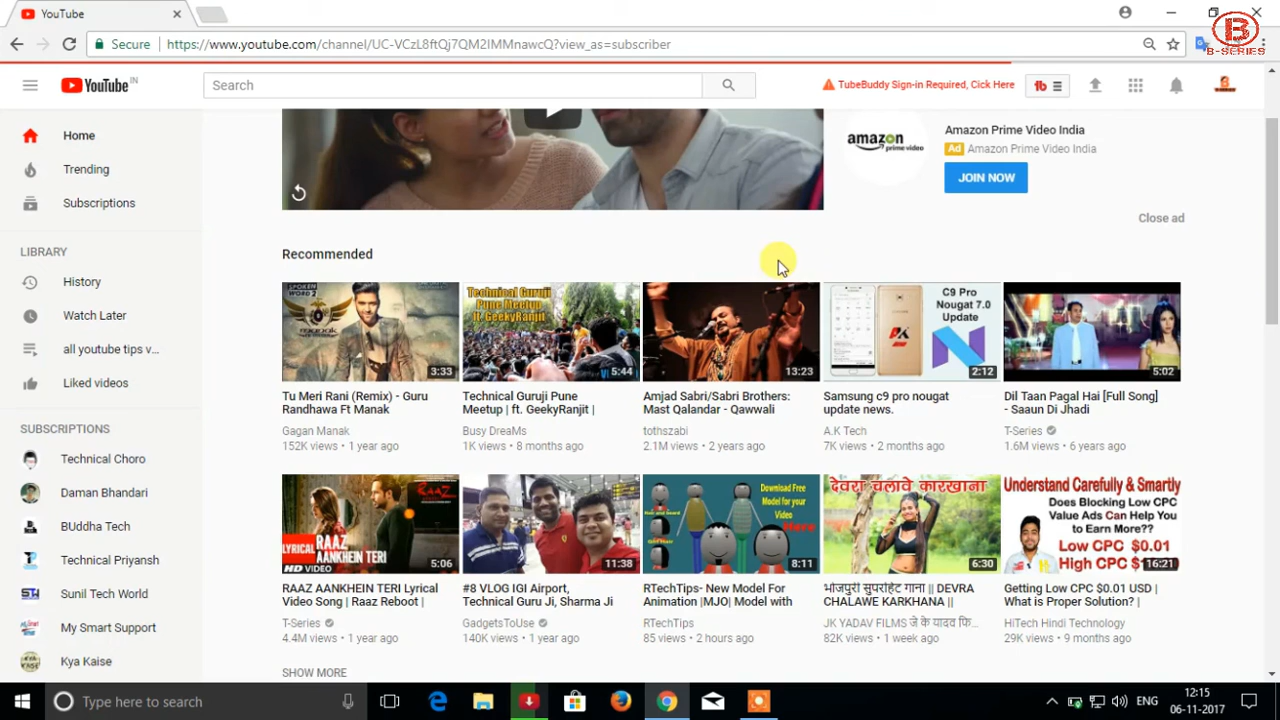 YouTube
B-SERIES
Secure
https://www.youtube.com/channel/UC-VCzL8ftQj7QM2IMMnawcQ?view_as=subscriber
YouTube IN
Search
TubeBuddy Sign-in Required, Cick Here
tb
Home
Trending
Subscriptions
LIBRARY
History
Watch Later
all youtube tips v...
Liked videos
SUBSCRIPTIONS
Technical Choro
Daman Bhandari
BUddha Tech
Technical Priyansh
Sunil Tech World
My Smart Support
Kya Kaise
amazon
prime video
Amazon Prime Video India
Ad Amazon Prime Video India
JOIN NOW
Close ad
Recommended
SPOKEN
WORD 2
manak
3:33
Technical Guruji
Pune Meetup
ft. GeekyRanjit
5:44
13:23
C9 Pro
Nougat 7.0
Update
2:12
5:02
Tu Meri Rani (Remix) - Guru
Randhawa Ft Manak
Gagan Manak
152K views • 1 year ago
Technical Guruji Pune
Meetup | ft. GeekyRanjit |
Busy DreaMs
1K views • 8 months ago
Amjad Sabri/Sabri Brothers:
Mast Qalandar - Qawwali
tothszabi
2.1M views • 2 years ago
Samsung c9 pro nougat
update news.
A.K Tech
7K views • 2 months ago
Dil Taan Pagal Hai [Full Song]
- Saaun Di Jhadi
T-Series
1.6M views • 6 years ago
RAAZ
LYRICAL
RAAZ
AANKHEIN TERI
HD VIDEO
5:06
11:38
Download Free
Model for your
Video
8:11
देवरा चलावे कारखाना
6:30
Understand Carefully & Smartly
Does Blocking Low CPC
Value Ads Can Help You
to Earn More??
Low CPC $0.01
High CPC $
16:21
RAAZ AANKHEIN TERI Lyrical
Video Song | Raaz Reboot |
T-Series
4.4M views • 1 year ago
#8 VLOG IGI Airport,
Technical Guru Ji, Sharma Ji
GadgetsToUse
140K views • 1 year ago
RTechTips- New Model For
Animation |MJO| Model with
RTechTips
85 views • 2 hours ago
भोजपुरी सुपरहिट गाना || DEVRA
CHALAWE KARKHANA ||
JK YADAV FILMS जे के यादव फि...
82K views • 1 week ago
Getting Low CPC $0.01 USD |
What is Proper Solution? |
HiTech Hindi Technology
29K views • 9 months ago
SHOW MORE
Type here to search
ENG
12:15
06-11-2017